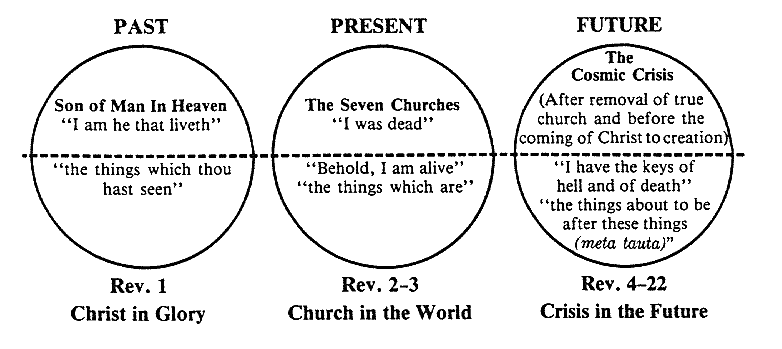 PAST
Son of Man In Heaven
“I am he that liveth”
“the things which thou
hast seen”
Rev. 1
Christ in Glory
PRESENT
The Seven Churches
“I was dead”
“Behold, I am alive”
“the things which are”
Rev. 2–3
Church in the World
FUTURE
The
Cosmic Crisis
(After removal of true
church and before the
coming of Christ to creation)
“I have the keys of
hell and of death”
“the things about to be
after these things
(meta tauta)”
Rev. 4–22
Crisis in the Future